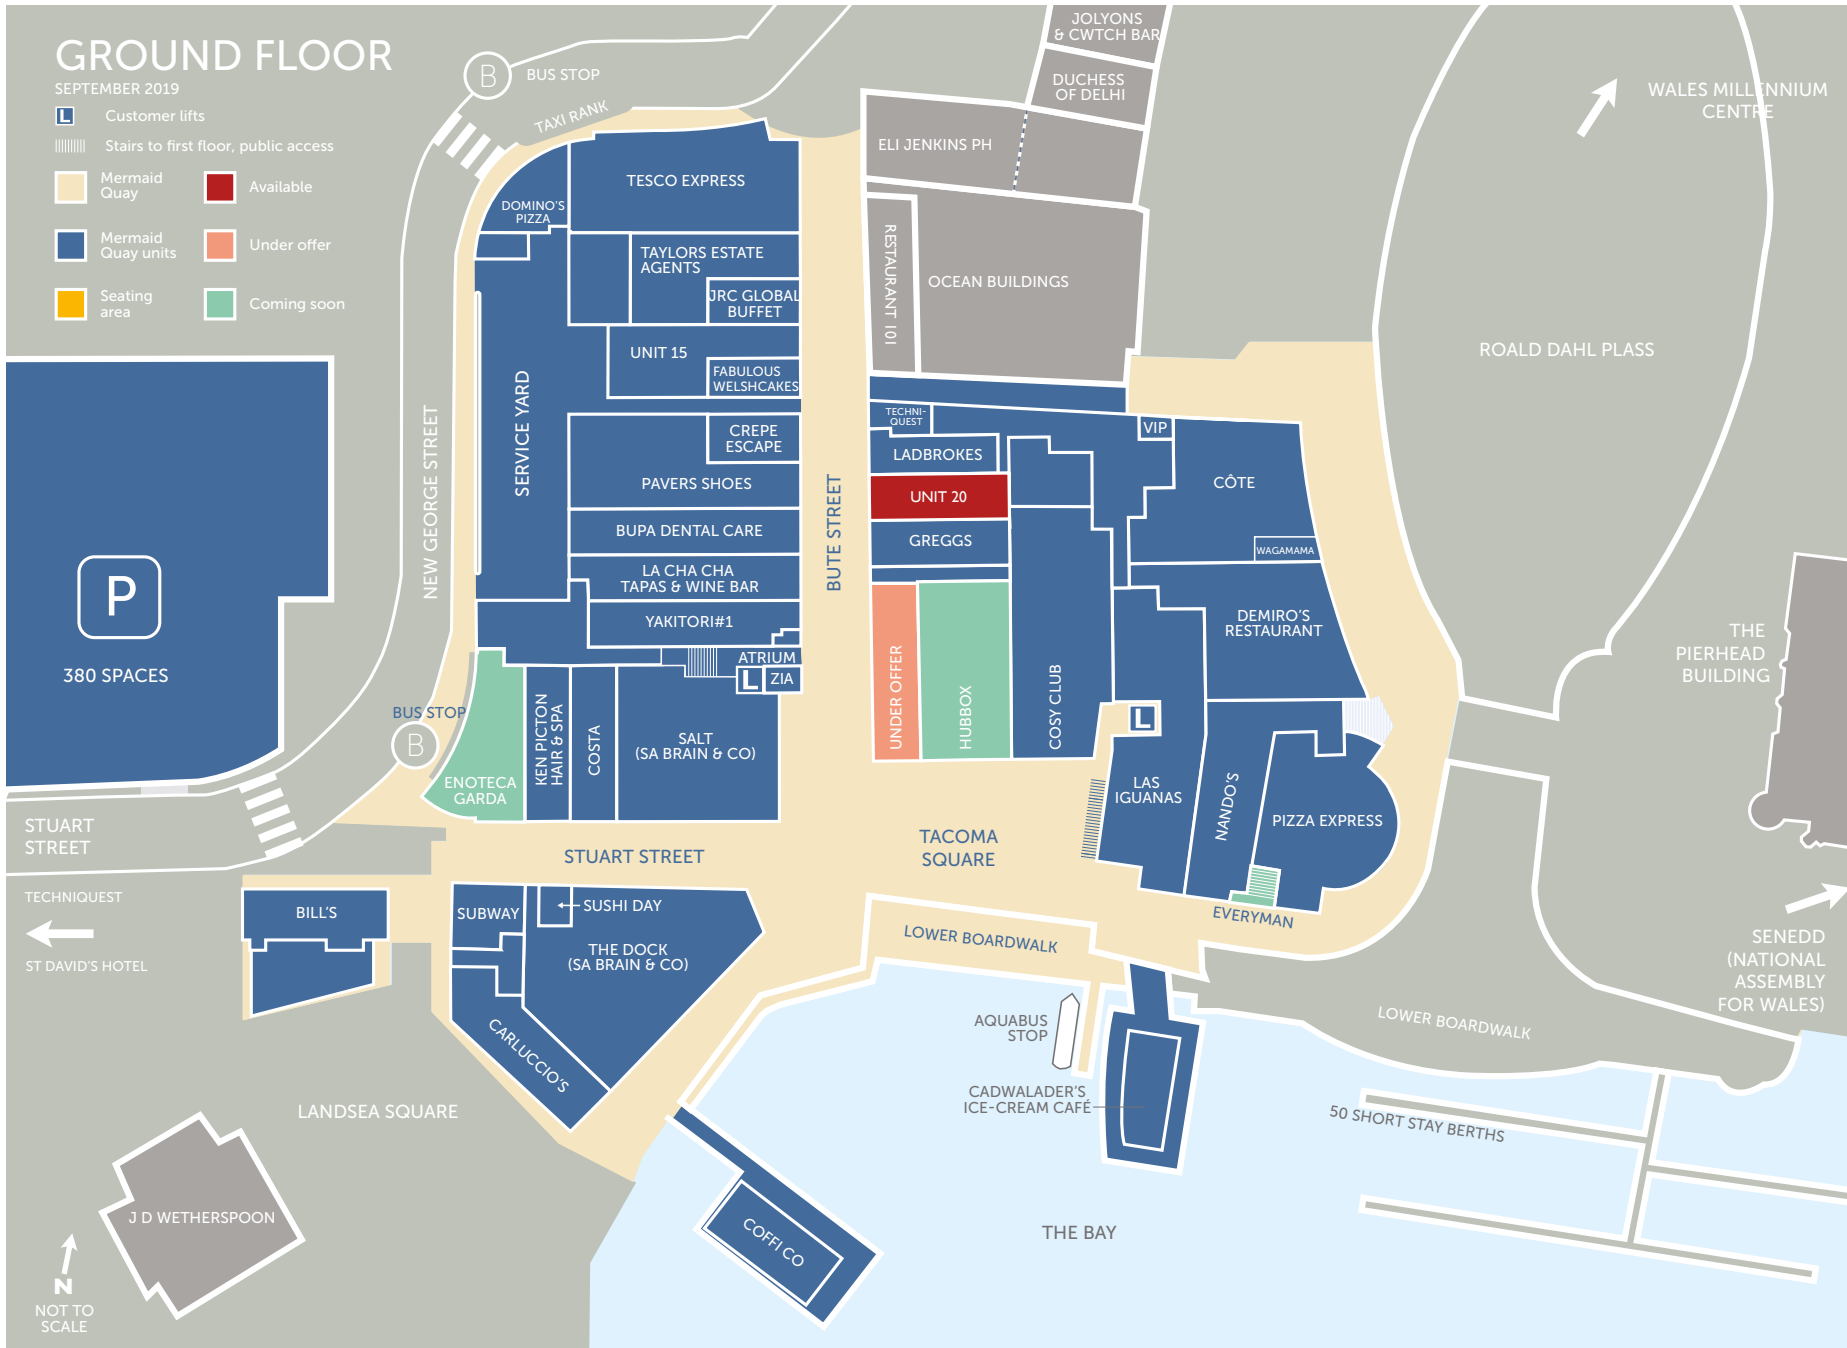 GROUND FLOOR
SEPTEMBER 2019
L
Customer lifts
Stairs to first floor, public access
Mermaid
Quay
Available
Mermaid
Quay units
Under offer
Seating
area
Coming soon
B
BUS STOP
TAXI RANK
JOLYONS
& CWTCH BAR
DUCHESS
OF DELHI
WALES MILLENNIUM
CENTRE
ELI JENKINS PH
TESCO EXPRESS
DOMINO'S
PIZZA
TAYLORS ESTATE
AGENTS
JRC GLOBAL
BUFFET
RESTAURANT 101
OCEAN BUILDINGS
UNIT 15
FABULOUS
WELSHCAKES
ROALD DAHL PLASS
SERVICE YARD
NEW GEORGE STREET
CREPE
ESCAPE
PAVERS SHOES
BUPA DENTAL CARE
LA CHA CHA
TAPAS & WINE BAR
YAKITORI#1
ATRIUM
L
ZIA
BUTE STREET
TECHNI-
QUEST
LADBROKES
UNIT 20
GREGGS
VIP
CÔTE
WAGAMAMA
DEMIRO'S
RESTAURANT
P
380 SPACES
THE
PIERHEAD
BUILDING
BUS STOP
B
ENOTECA
GARDA
KEN PICTON
HAIR & SPA
COSTA
SALT
(SA BRAIN & CO)
UNDER OFFER
HUBBOX
COSY CLUB
L
LAS
IGUANAS
NANDO'S
PIZZA EXPRESS
STUART
STREET
STUART STREET
TACOMA
SQUARE
TECHNIQUEST
ST DAVID'S HOTEL
BILL'S
SUBWAY
SUSHI DAY
THE DOCK
(SA BRAIN & CO)
CARLUCCIO'S
LOWER BOARDWALK
EVERYMAN
SENEDD
(NATIONAL
ASSEMBLY
FOR WALES)
LOWER BOARDWALK
AQUABUS
STOP
CADWALADER'S
ICE-CREAM CAFÉ
50 SHORT STAY BERTHS
LANDSEA SQUARE
J D WETHERSPOON
COFFI CO
THE BAY
N
NOT TO
SCALE